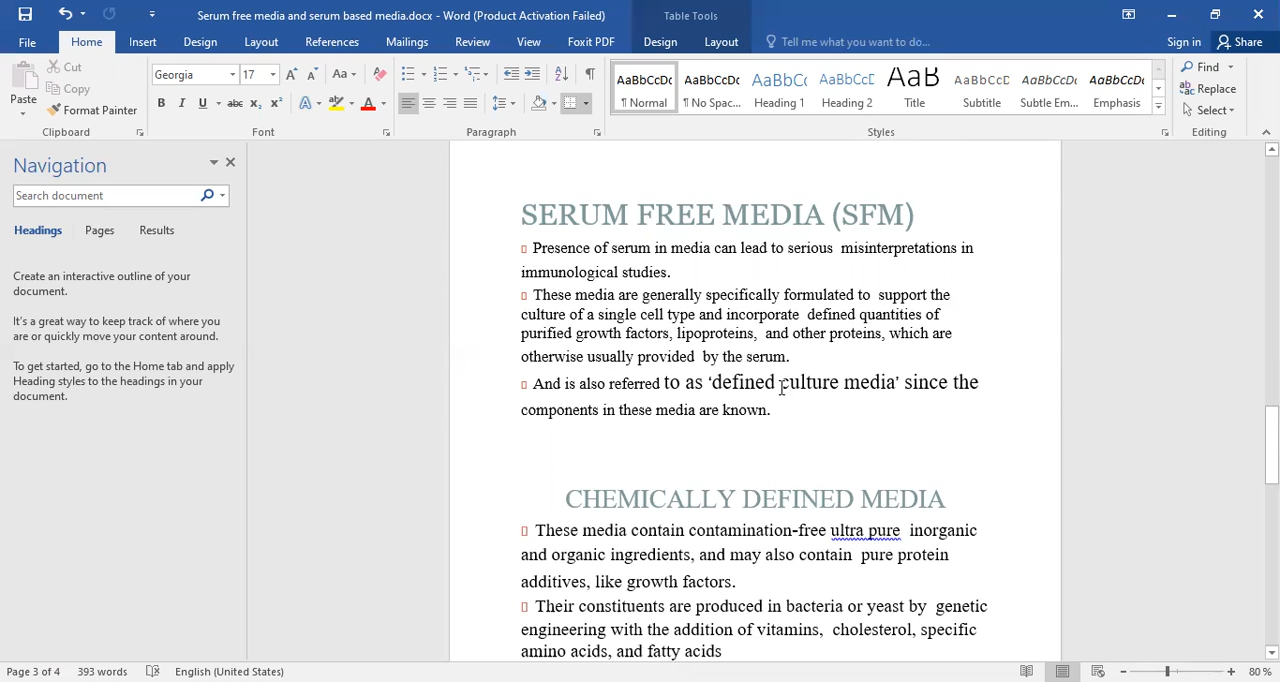 Serum free media and serum based media.docx - Word (Product Activation Failed)
Table Tools
File Home Insert Design Layout References Mailings Review View Foxit PDF Design Layout Tell me what you want to do... Sign in Share
Paste
Cut
Copy
Format Painter
Clipboard
Georgia 17
Font
Paragraph
AaBbCcDc AaBbCcDc AaBbCc AaBbCcDc AaB AaBbCcDc AaBbCcDc AaBbCcDc
¶ Normal ¶ No Spac... Heading 1 Heading 2 Title Subtitle Subtle Em... Emphasis
Styles
Find
Replace
Select
Editing
Navigation
Search document
Headings Pages Results
Create an interactive outline of your
document.
It's a great way to keep track of where you
are or quickly move your content around.
To get started, go to the Home tab and apply
Heading styles to the headings in your
document.
SERUM FREE MEDIA (SFM)
Presence of serum in media can lead to serious misinterpretations in
immunological studies.
These media are generally specifically formulated to support the
culture of a single cell type and incorporate defined quantities of
purified growth factors, lipoproteins, and other proteins, which are
otherwise usually provided by the serum.
And is also referred to as ‘defined culture media’ since the
components in these media are known.
CHEMICALLY DEFINED MEDIA
These media contain contamination-free ultra pure inorganic
and organic ingredients, and may also contain pure protein
additives, like growth factors.
Their constituents are produced in bacteria or yeast by genetic
engineering with the addition of vitamins, cholesterol, specific
amino acids, and fatty acids
Page 3 of 4 393 words English (United States) 80 %